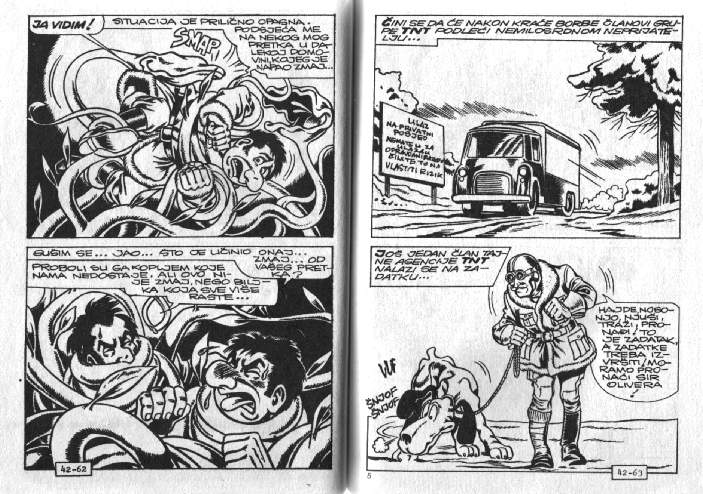 JA VIDIM!
SITUACIJA JE PRILIČNO OPASNA.
PODSJEĆA ME
NA NEKOG MOG
PRETKA U DA-
LEKOJ DOMO-
VINI, KOJEG JE
NAPAO ZMAJ...
SMAP
GUŠIM SE... JAO... ŠTO JE UČINIO ONAJ...
ZMAJ... OD
VAŠEG PRET-
KA?
PROBOLI SU GA KOPLJEM KOJE
NAMA NEDOSTAJE. ALI OVO NI-
JE ZMAJ, NEGO BILJ-
KA KOJA SVE VIŠE
RASTE...
42-62
ČINI SE DA ĆE NAKON KRAĆE BORBE ČLANOVI GRU-
PE TNT PODLEĆI NEMILOSRDNOM NEPRIJATE-
LJU...
ULAZ
NA PRIVATNI
POSJED
VLASTITI RIZIK
JOŠ JEDAN ČLAN TAJ-
NE AGENCIJE TNT
NALAZI SE NA ZA-
DATKU...
HAJDE, NOSO-
NJO, NJUŠI,
TRAŽI, PRO-
NAĐI! TO
JE ZADATAK,
A ZADATKE
TREBA IZ-
VRŠITI! MORAMO PRO-
NAĆI SIR
OLIVERA!
ŠNJOF
ŠNJOF
5
42-63